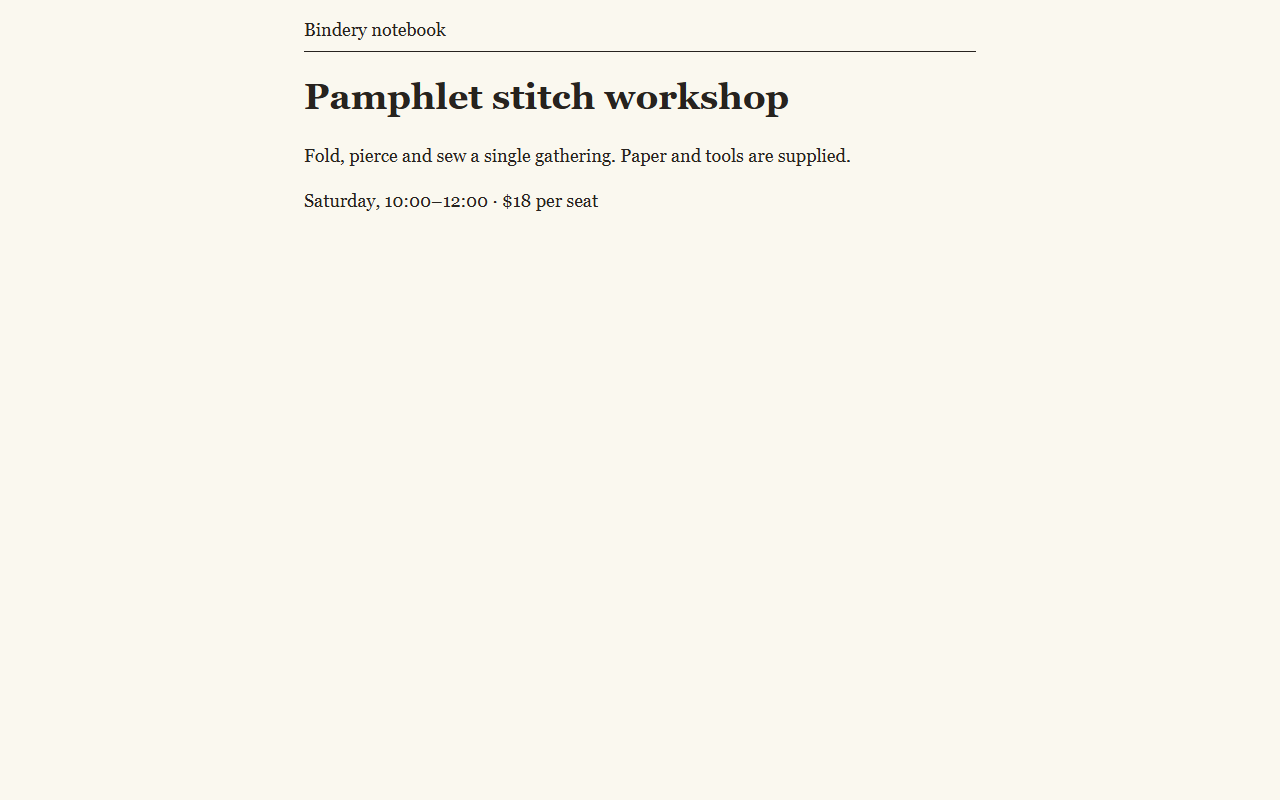 Bindery notebook
Pamphlet stitch workshop
Fold, pierce and sew a single gathering. Paper and tools are supplied.
Saturday, 10:00–12:00 · $18 per seat